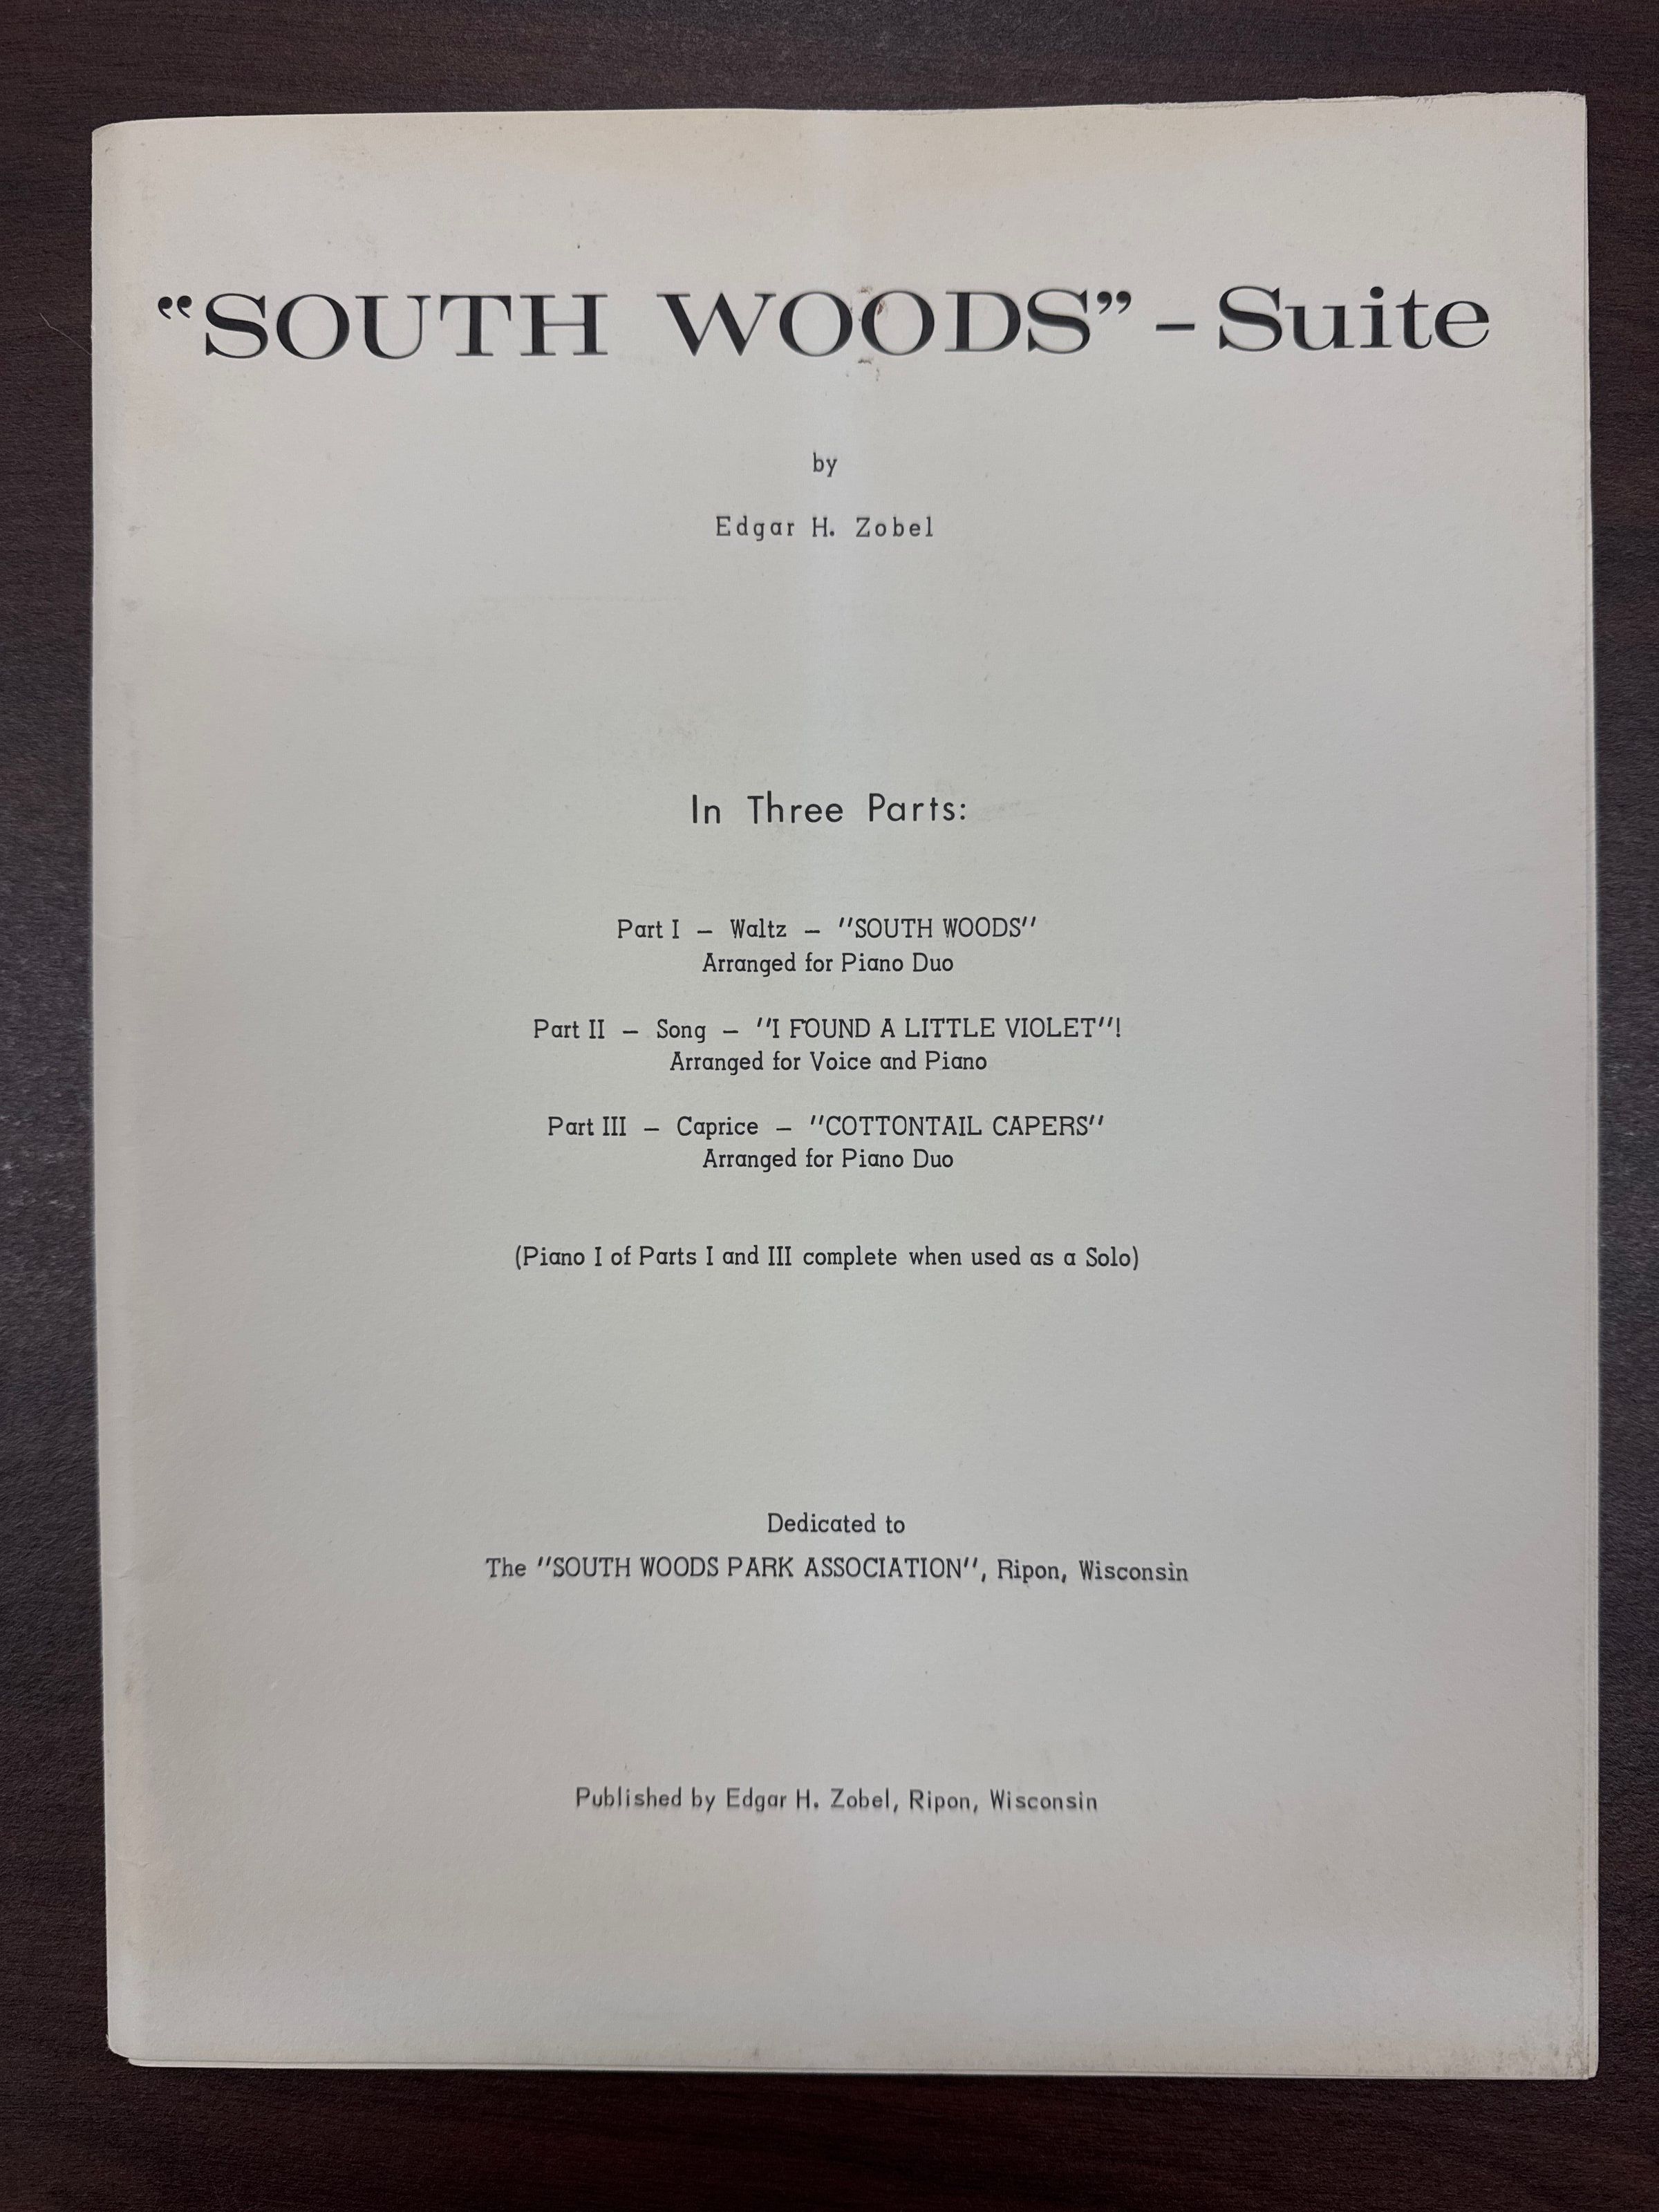 “SOUTH WOODS” – Suite
by
Edgar H. Zobel
In Three Parts:
Part I – Waltz – "SOUTH WOODS"
Arranged for Piano Duo
Part II – Song – "I FOUND A LITTLE VIOLET"!
Arranged for Voice and Piano
Part III – Caprice – "COTTONTAIL CAPERS"
Arranged for Piano Duo
(Piano I of Parts I and III complete when used as a Solo)
Dedicated to
The "SOUTH WOODS PARK ASSOCIATION", Ripon, Wisconsin
Published by Edgar H. Zobel, Ripon, Wisconsin